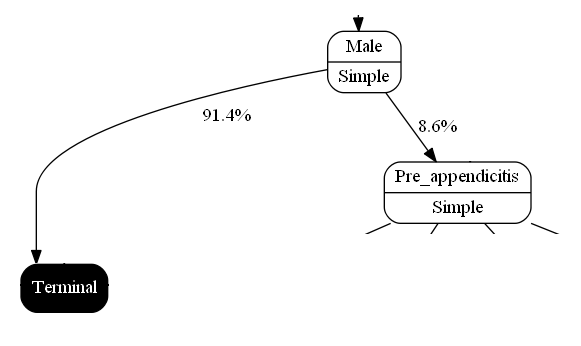 Male
Simple
91.4%
8.6%
Pre_appendicitis
Simple
Terminal